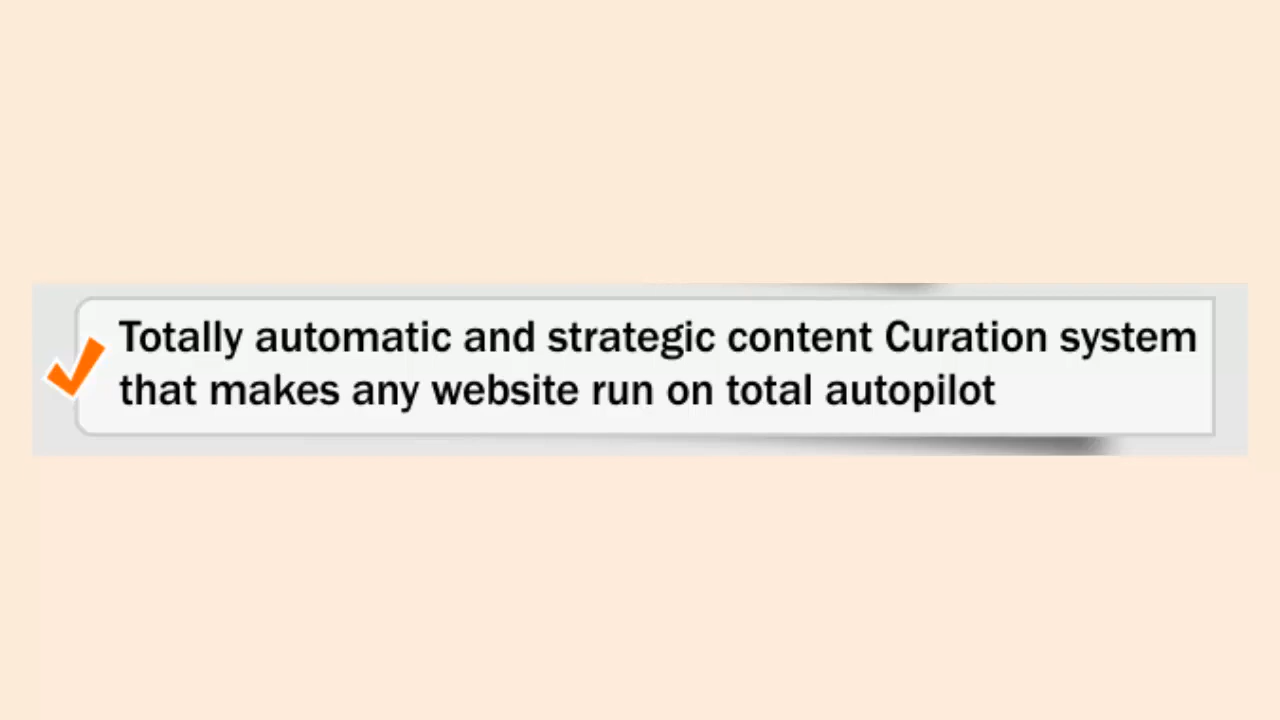 Totally automatic and strategic content Curation system
that makes any website run on total autopilot